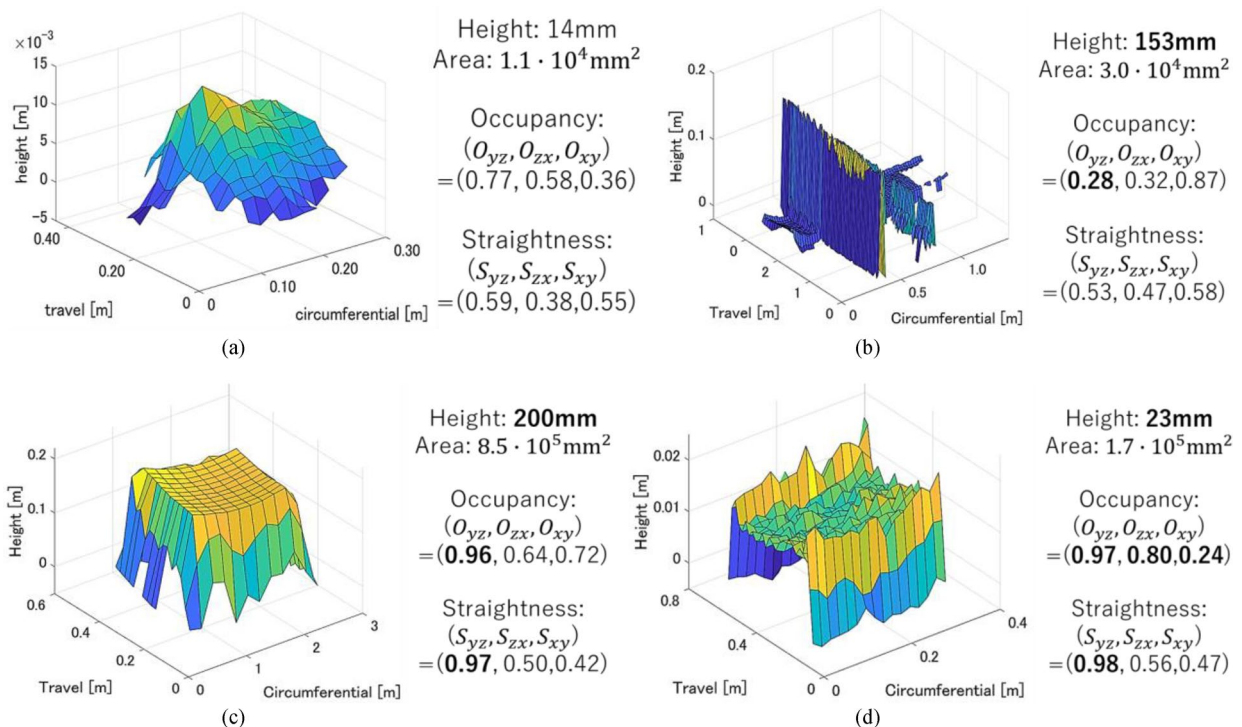 ×10⁻³
15
10
5
0
-5
height [m]
0.40
0.20
0
travel [m]
0
0.10
0.20
0.30
circumferential [m]
Height: 14mm
Area: 1.1 · 10⁴mm²
Occupancy:
(O_yz, O_zx, O_xy)
=(0.77, 0.58,0.36)
Straightness:
(S_yz, S_zx, S_xy)
=(0.59, 0.38,0.55)
(a)
0.2
0.1
0
Height [m]
1
0
2
1
0
Travel [m]
0
0.5
1.0
Circumferential [m]
Height: 153mm
Area: 3.0 · 10⁴mm²
Occupancy:
(O_yz, O_zx, O_xy)
=(0.28, 0.32,0.87)
Straightness:
(S_yz, S_zx, S_xy)
=(0.53, 0.47,0.58)
(b)
0.2
0.1
0
Height [m]
0.6
0.4
0.2
0
Travel [m]
0
1
2
3
Circumferential [m]
Height: 200mm
Area: 8.5 · 10⁵mm²
Occupancy:
(O_yz, O_zx, O_xy)
=(0.96, 0.64,0.72)
Straightness:
(S_yz, S_zx, S_xy)
=(0.97, 0.50,0.42)
(c)
0.02
0.01
0
Height [m]
0.8
0.4
0
Travel [m]
0
0.2
0.4
Circumferential [m]
Height: 23mm
Area: 1.7 · 10⁵mm²
Occupancy:
(O_yz, O_zx, O_xy)
=(0.97, 0.80,0.24)
Straightness:
(S_yz, S_zx, S_xy)
=(0.98, 0.56,0.47)
(d)